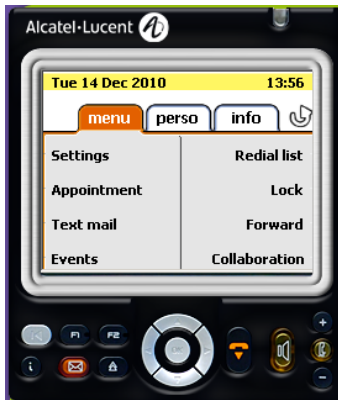 Alcatel·Lucent
Tue 14 Dec 2010 13:56
menu perso info
Settings Redial list
Appointment Lock
Text mail Forward
Events Collaboration
F1 F2
OK
i
+
-